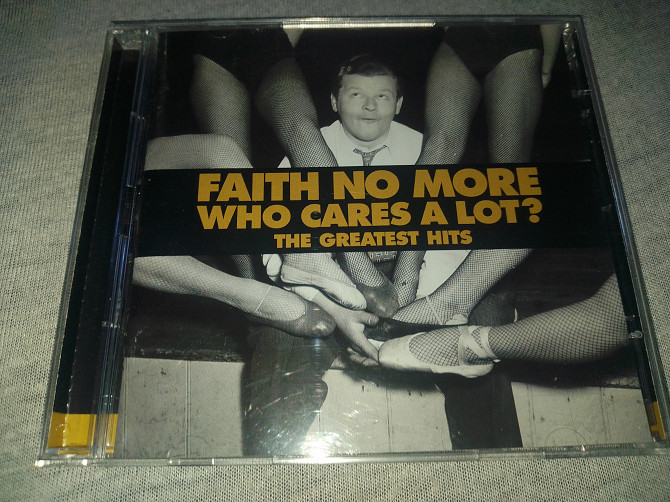 FAITH NO MORE
WHO CARES A LOT?
THE GREATEST HITS